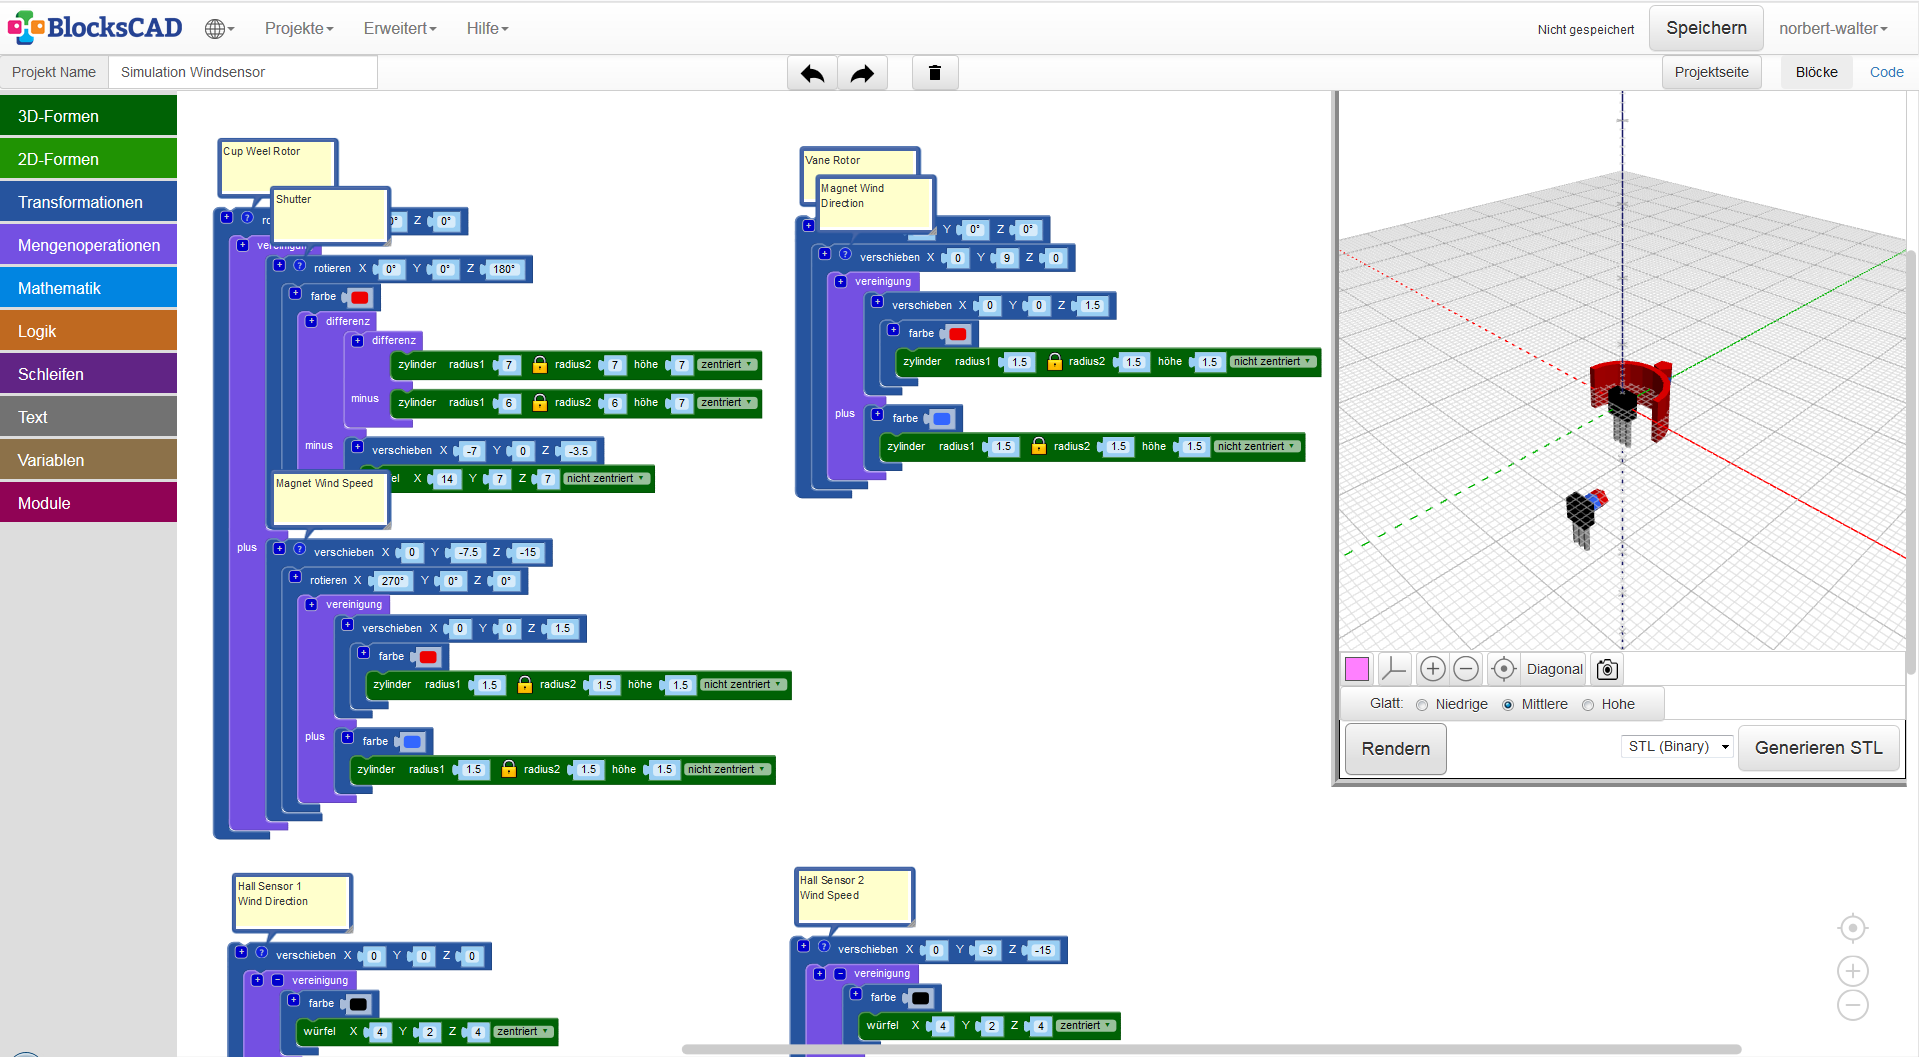 BlocksCAD
Projekte
Erweitert
Hilfe
Nicht gespeichert
Speichern
norbert-walter
Projekt Name
Simulation Windsensor
Projektseite
Blöcke
Code
3D-Formen
2D-Formen
Transformationen
Mengenoperationen
Mathematik
Logik
Schleifen
Text
Variablen
Module
Cup Weel Rotor
Shutter
Z 0°
rotieren X 0° Y 0° Z 180°
farbe
differenz
differenz
zylinder radius1 7 radius2 7 höhe 7 zentriert
minus
zylinder radius1 6 radius2 6 höhe 7 zentriert
minus
verschieben X -7 Y 0 Z -3.5
X 14 Y 7 Z 7 nicht zentriert
Magnet Wind Speed
plus
verschieben X 0 Y -7.5 Z -15
rotieren X 270° Y 0° Z 0°
vereinigung
verschieben X 0 Y 0 Z 1.5
farbe
zylinder radius1 1.5 radius2 1.5 höhe 1.5 nicht zentriert
plus
farbe
zylinder radius1 1.5 radius2 1.5 höhe 1.5 nicht zentriert
Vane Rotor
Magnet Wind
Direction
Y 0° Z 0°
verschieben X 0 Y 9 Z 0
vereinigung
verschieben X 0 Y 0 Z 1.5
farbe
zylinder radius1 1.5 radius2 1.5 höhe 1.5 nicht zentriert
plus
farbe
zylinder radius1 1.5 radius2 1.5 höhe 1.5 nicht zentriert
Hall Sensor 1
Wind Direction
verschieben X 0 Y 0 Z 0
vereinigung
farbe
würfel X 4 Y 2 Z 4 zentriert
Hall Sensor 2
Wind Speed
verschieben X 0 Y -9 Z -15
vereinigung
farbe
würfel X 4 Y 2 Z 4 zentriert
Diagonal
Glatt: Niedrige Mittlere Hohe
Rendern
STL (Binary)
Generieren STL